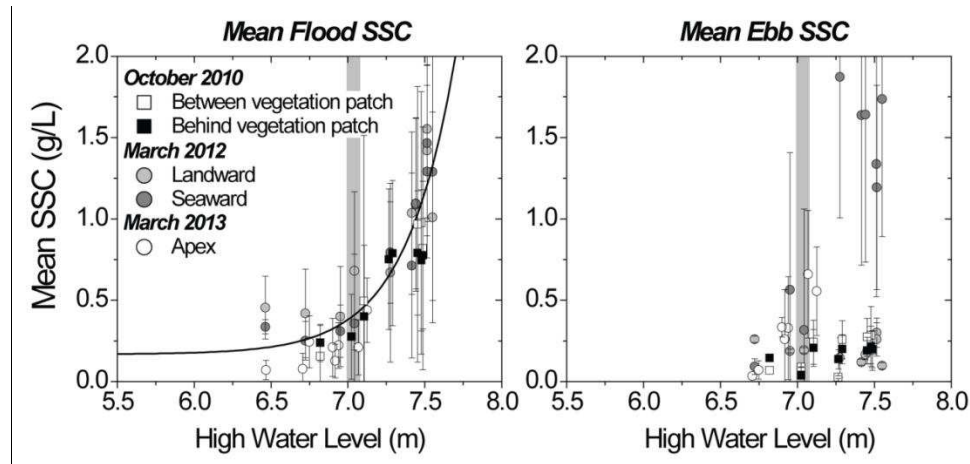 Mean Flood SSC
Mean Ebb SSC
Mean SSC (g/L)
2.0
1.5
1.0
0.5
0.0
October 2010
Between vegetation patch
Behind vegetation patch
March 2012
Landward
Seaward
March 2013
Apex
5.5 6.0 6.5 7.0 7.5 8.0
High Water Level (m)
2.0
1.5
1.0
0.5
0.0
5.5 6.0 6.5 7.0 7.5 8.0
High Water Level (m)